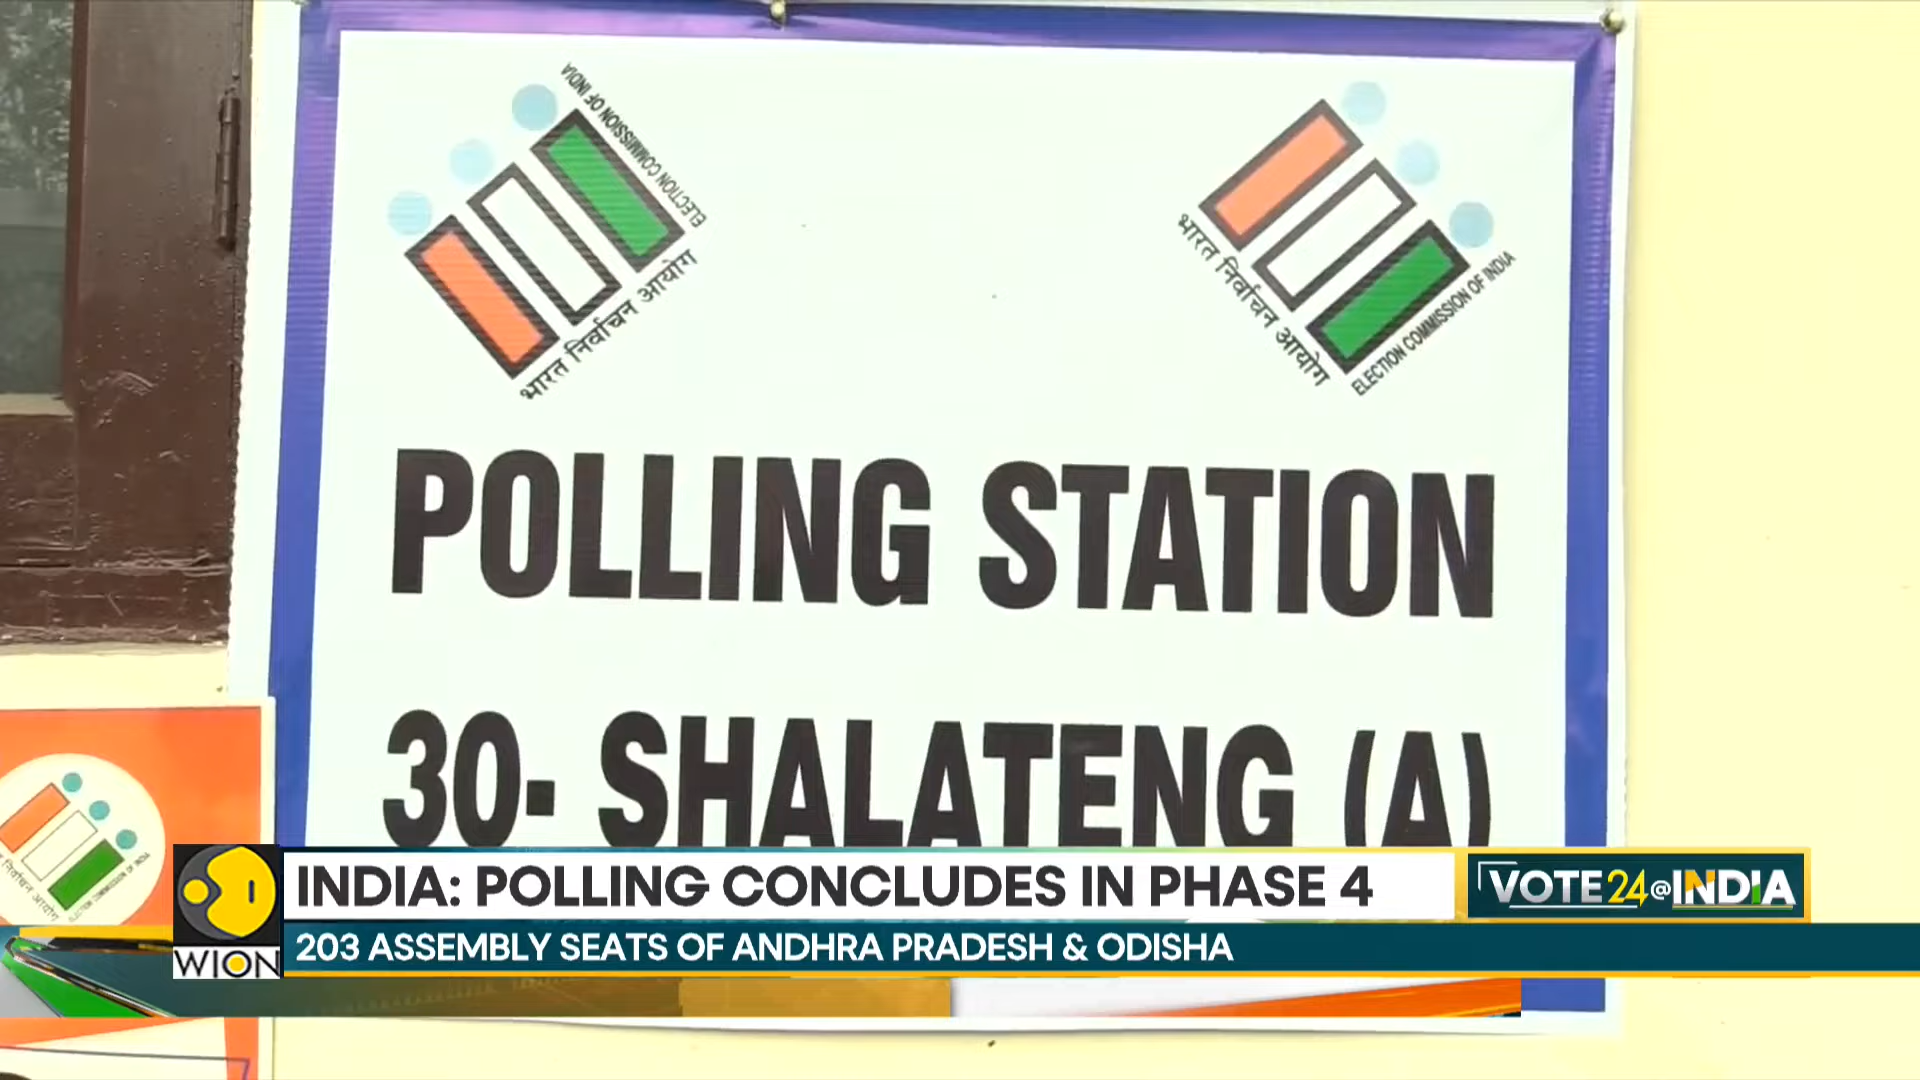 ELECTION COMMISSION OF INDIA
भारत निर्वाचन आयोग
भारत निर्वाचन आयोग
ELECTION COMMISSION OF INDIA
POLLING STATION
30- SHALATENG (A)
INDIA: POLLING CONCLUDES IN PHASE 4
VOTE24@INDIA
203 ASSEMBLY SEATS OF ANDHRA PRADESH & ODISHA
WION